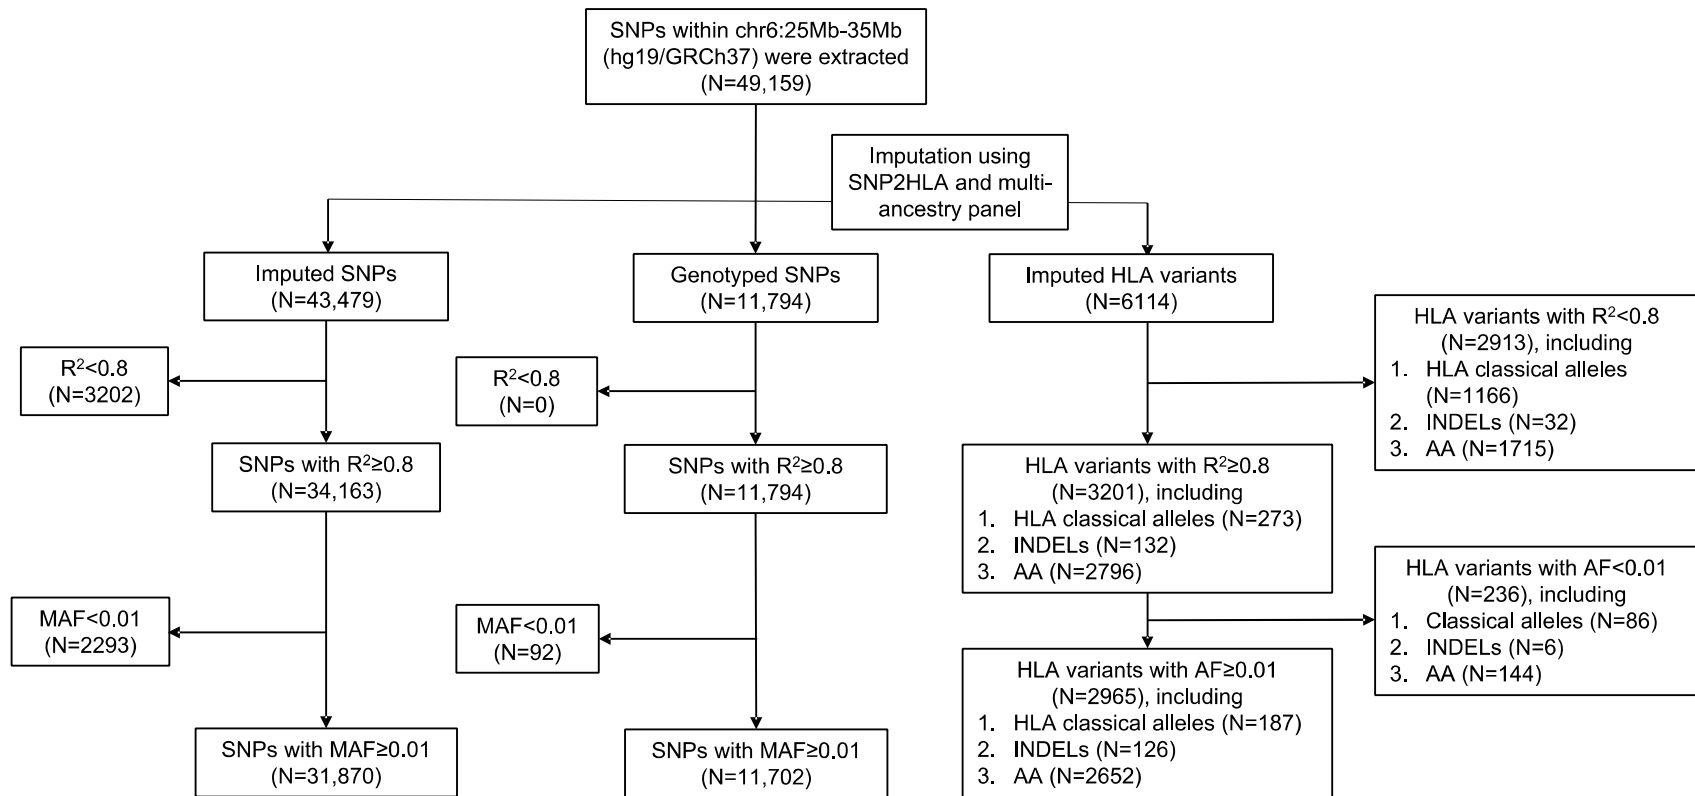 SNPs within chr6:25Mb-35Mb
(hg19/GRCh37) were extracted
(N=49,159)
Imputation using
SNP2HLA and multi-
ancestry panel
Imputed SNPs
(N=43,479)
Genotyped SNPs
(N=11,794)
Imputed HLA variants
(N=6114)
R²<0.8
(N=3202)
R²<0.8
(N=0)
HLA variants with R²<0.8
(N=2913), including
1. HLA classical alleles
(N=1166)
2. INDELs (N=32)
3. AA (N=1715)
SNPs with R²≥0.8
(N=34,163)
SNPs with R²≥0.8
(N=11,794)
HLA variants with R²≥0.8
(N=3201), including
1. HLA classical alleles (N=273)
2. INDELs (N=132)
3. AA (N=2796)
MAF<0.01
(N=2293)
MAF<0.01
(N=92)
HLA variants with AF<0.01
(N=236), including
1. Classical alleles (N=86)
2. INDELs (N=6)
3. AA (N=144)
SNPs with MAF≥0.01
(N=31,870)
SNPs with MAF≥0.01
(N=11,702)
HLA variants with AF≥0.01
(N=2965), including
1. HLA classical alleles (N=187)
2. INDELs (N=126)
3. AA (N=2652)